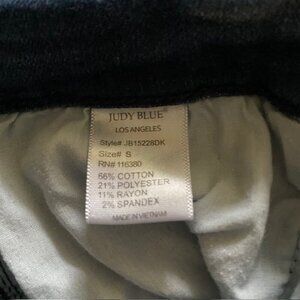 JUDY BLUE
LOS ANGELES
Style# JB15228DK
Size# S
RN# 116380
66% COTTON
21% POLYESTER
11% RAYON
2% SPANDEX
MADE IN VIETNAM